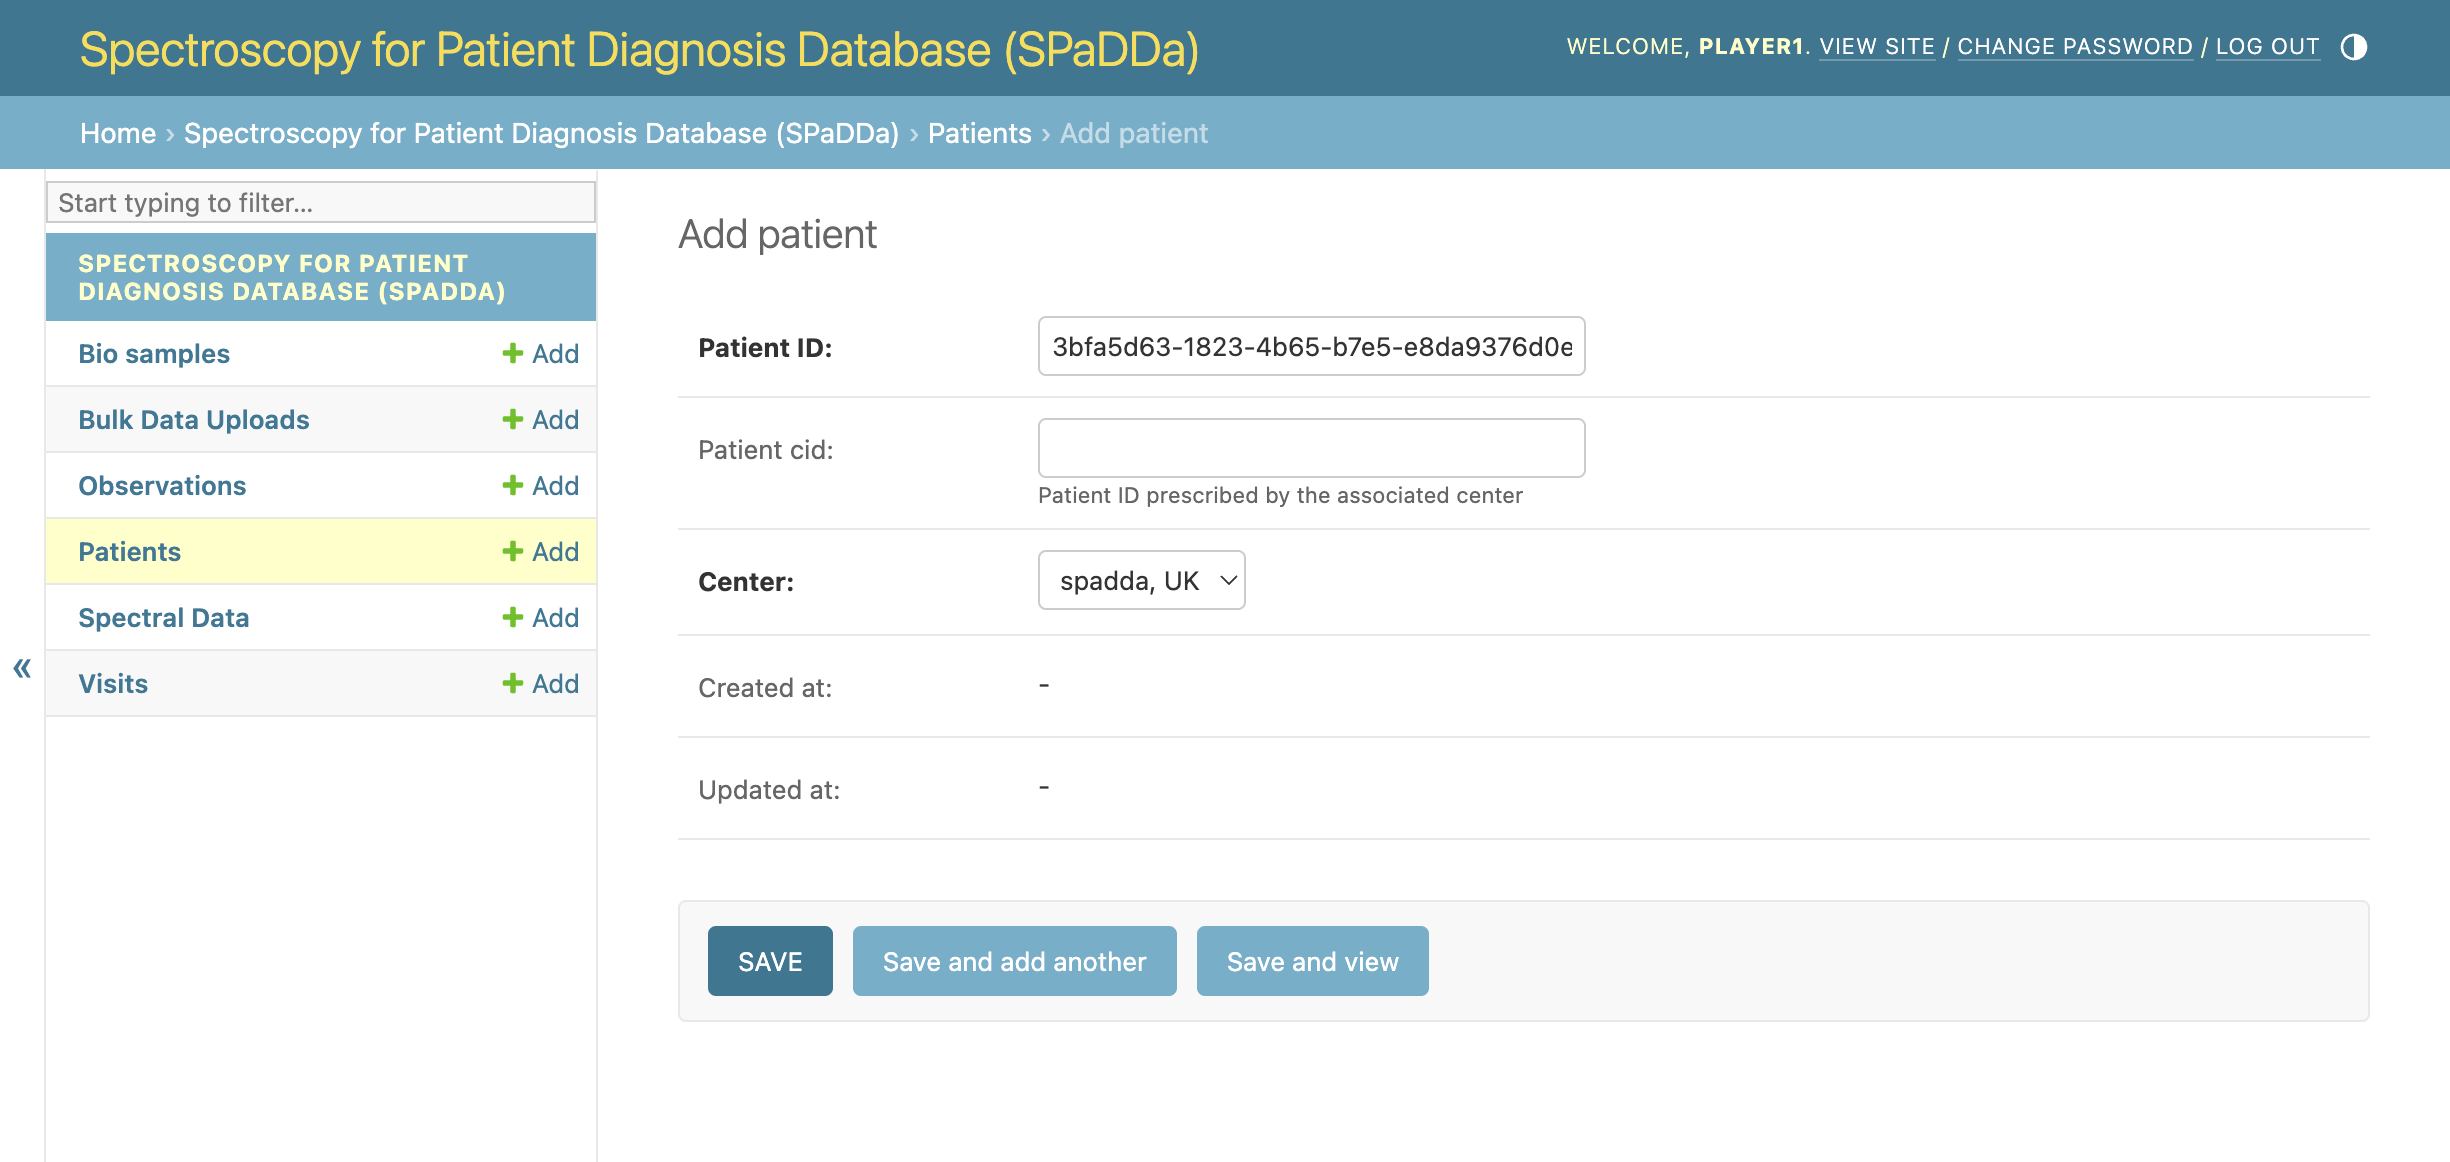 Spectroscopy for Patient Diagnosis Database (SPaDDa)
WELCOME, PLAYER1. VIEW SITE / CHANGE PASSWORD / LOG OUT
Home › Spectroscopy for Patient Diagnosis Database (SPaDDa) › Patients › Add patient
Start typing to filter...
SPECTROSCOPY FOR PATIENT
DIAGNOSIS DATABASE (SPADDA)
Bio samples + Add
Bulk Data Uploads + Add
Observations + Add
Patients + Add
Spectral Data + Add
Visits + Add
«
Add patient
Patient ID: 3bfa5d63-1823-4b65-b7e5-e8da9376d0e
Patient cid:
Patient ID prescribed by the associated center
Center: spadda, UK
Created at: -
Updated at: -
SAVE Save and add another Save and view